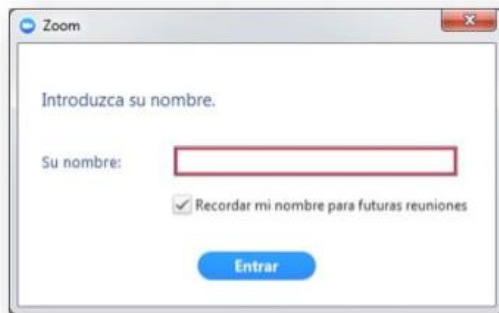 Zoom
Introduzca su nombre.
Su nombre:
Recordar mi nombre para futuras reuniones
Entrar